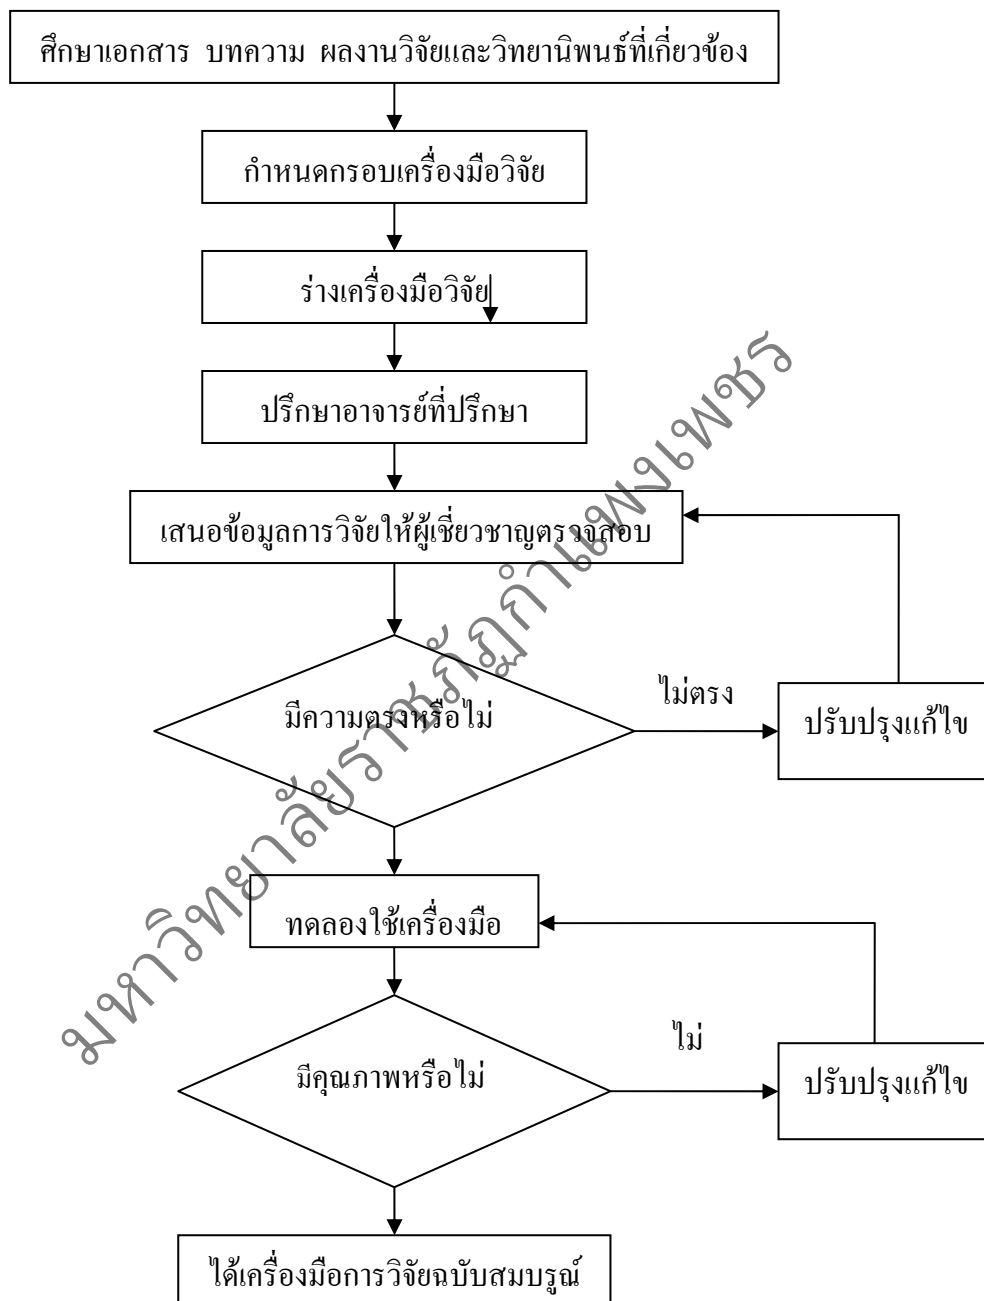 ศึกษาเอกสาร บทความ ผลงานวิจัยและวิทยานิพนธ์ที่เกี่ยวข้อง
กำหนดกรอบเครื่องมือวิจัย
ร่างเครื่องมือวิจัย
ปรึกษาอาจารย์ที่ปรึกษา
เสนอข้อมูลการวิจัยให้ผู้เชี่ยวชาญตรวจสอบ
มีความตรงหรือไม่
ไม่ตรง
ปรับปรุงแก้ไข
ทดลองใช้เครื่องมือ
มีคุณภาพหรือไม่
ไม่
ปรับปรุงแก้ไข
ได้เครื่องมือการวิจัยฉบับสมบรูณ์
มหาวิทยาลัยราชภัฏกำแพงเพชร